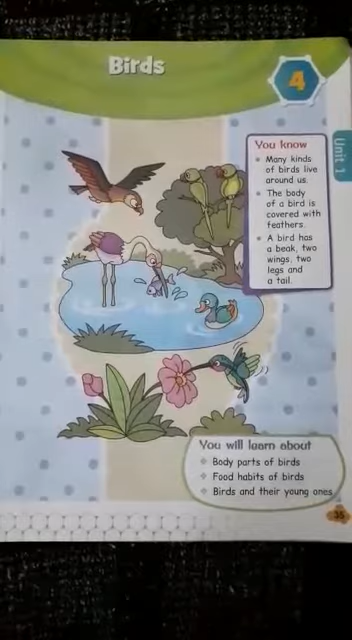 Birds
4
Unit 1
You know
Many kinds
of birds live
around us.
The body
of a bird is
covered with
feathers.
A bird has
a beak, two
wings, two
legs and
a tail.
You will learn about
Body parts of birds
Food habits of birds
Birds and their young ones
35